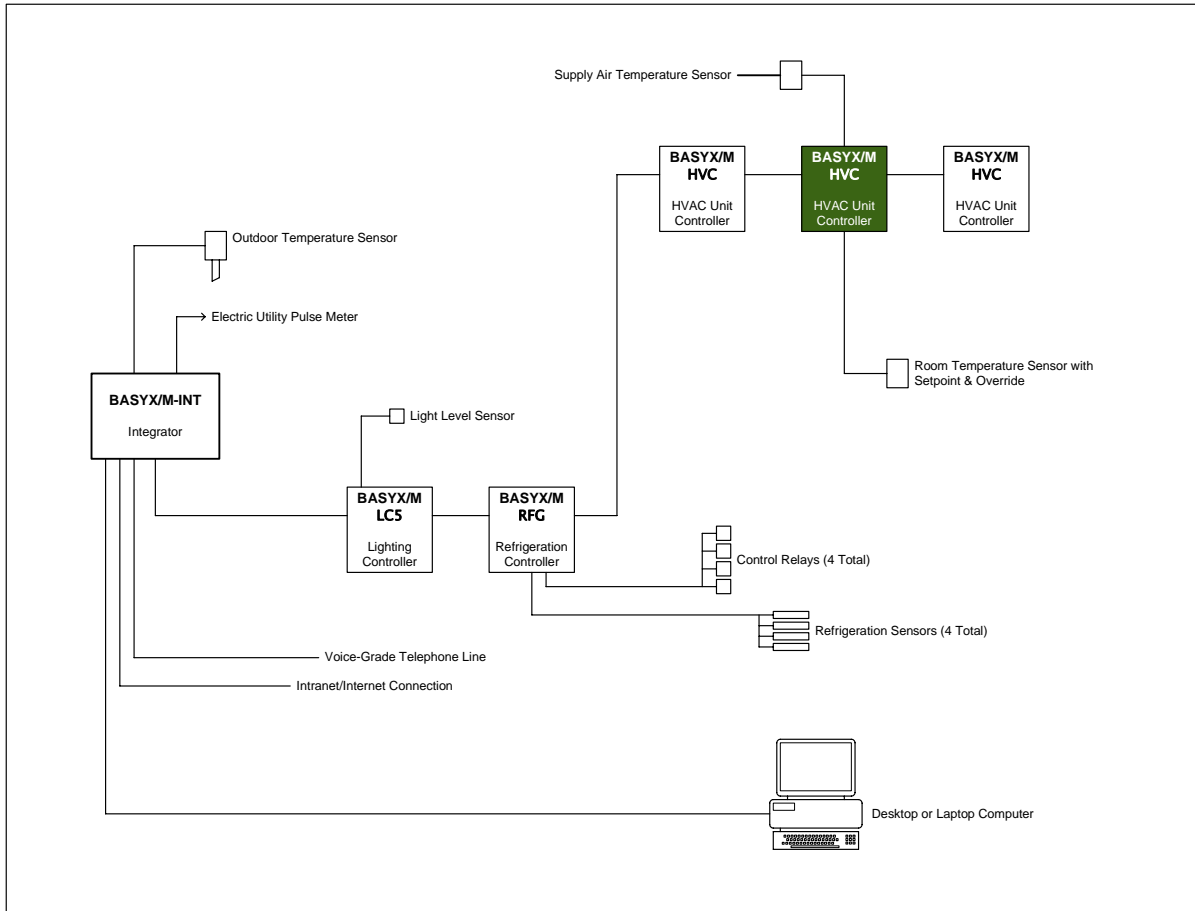 Supply Air Temperature Sensor
BASYX/M
HVC
HVAC Unit
Controller
BASYX/M
HVC
HVAC Unit
Controller
BASYX/M
HVC
HVAC Unit
Controller
Outdoor Temperature Sensor
Electric Utility Pulse Meter
Room Temperature Sensor with
Setpoint & Override
BASYX/M-INT
Integrator
Light Level Sensor
BASYX/M
LC5
Lighting
Controller
BASYX/M
RFG
Refrigeration
Controller
Control Relays (4 Total)
Refrigeration Sensors (4 Total)
Voice-Grade Telephone Line
Intranet/Internet Connection
Desktop or Laptop Computer